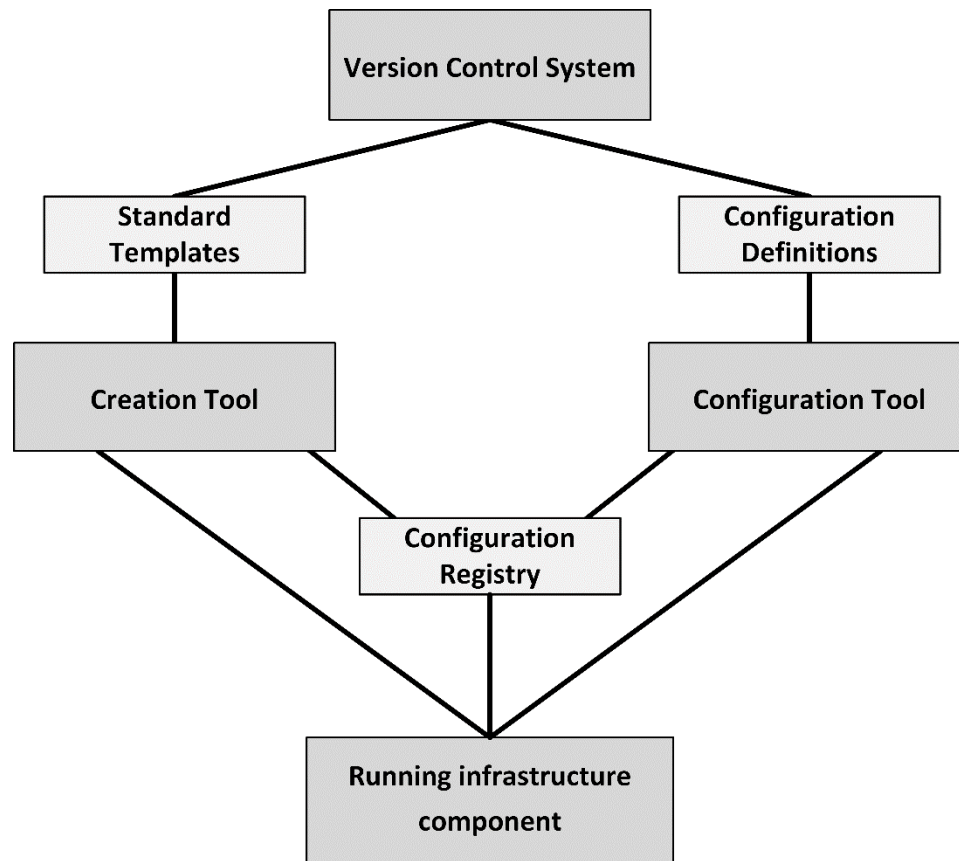 Version Control System
Standard
Templates
Configuration
Definitions
Creation Tool
Configuration Tool
Configuration
Registry
Running infrastructure
component